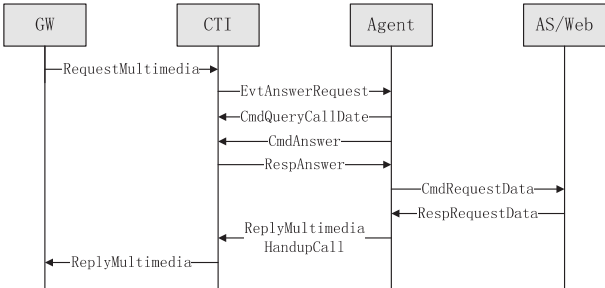 GW
CTI
Agent
AS/Web
RequestMultimedia
EvtAnswerRequest
CmdQueryCallDate
CmdAnswer
RespAnswer
CmdRequestData
RespRequestData
ReplyMultimedia
HandupCall
ReplyMultimedia